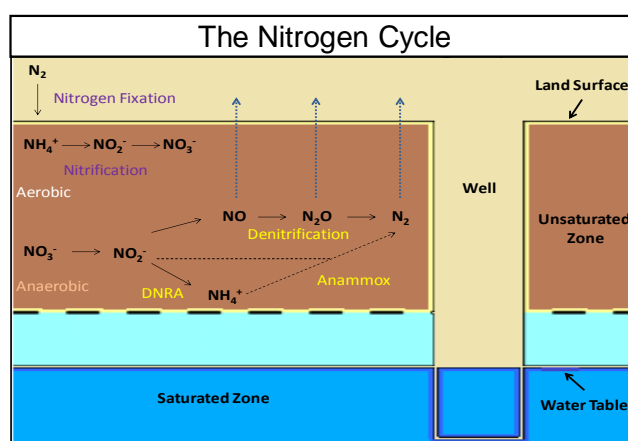 The Nitrogen Cycle
N₂
Nitrogen Fixation
Land Surface
NH₄⁺ → NO₂⁻ → NO₃⁻
Nitrification
Aerobic
Well
NO → N₂O → N₂
Unsaturated
Zone
Denitrification
NO₃⁻ → NO₂⁻
Anaerobic
DNRA
NH₄⁺
Anammox
Saturated Zone
Water Table